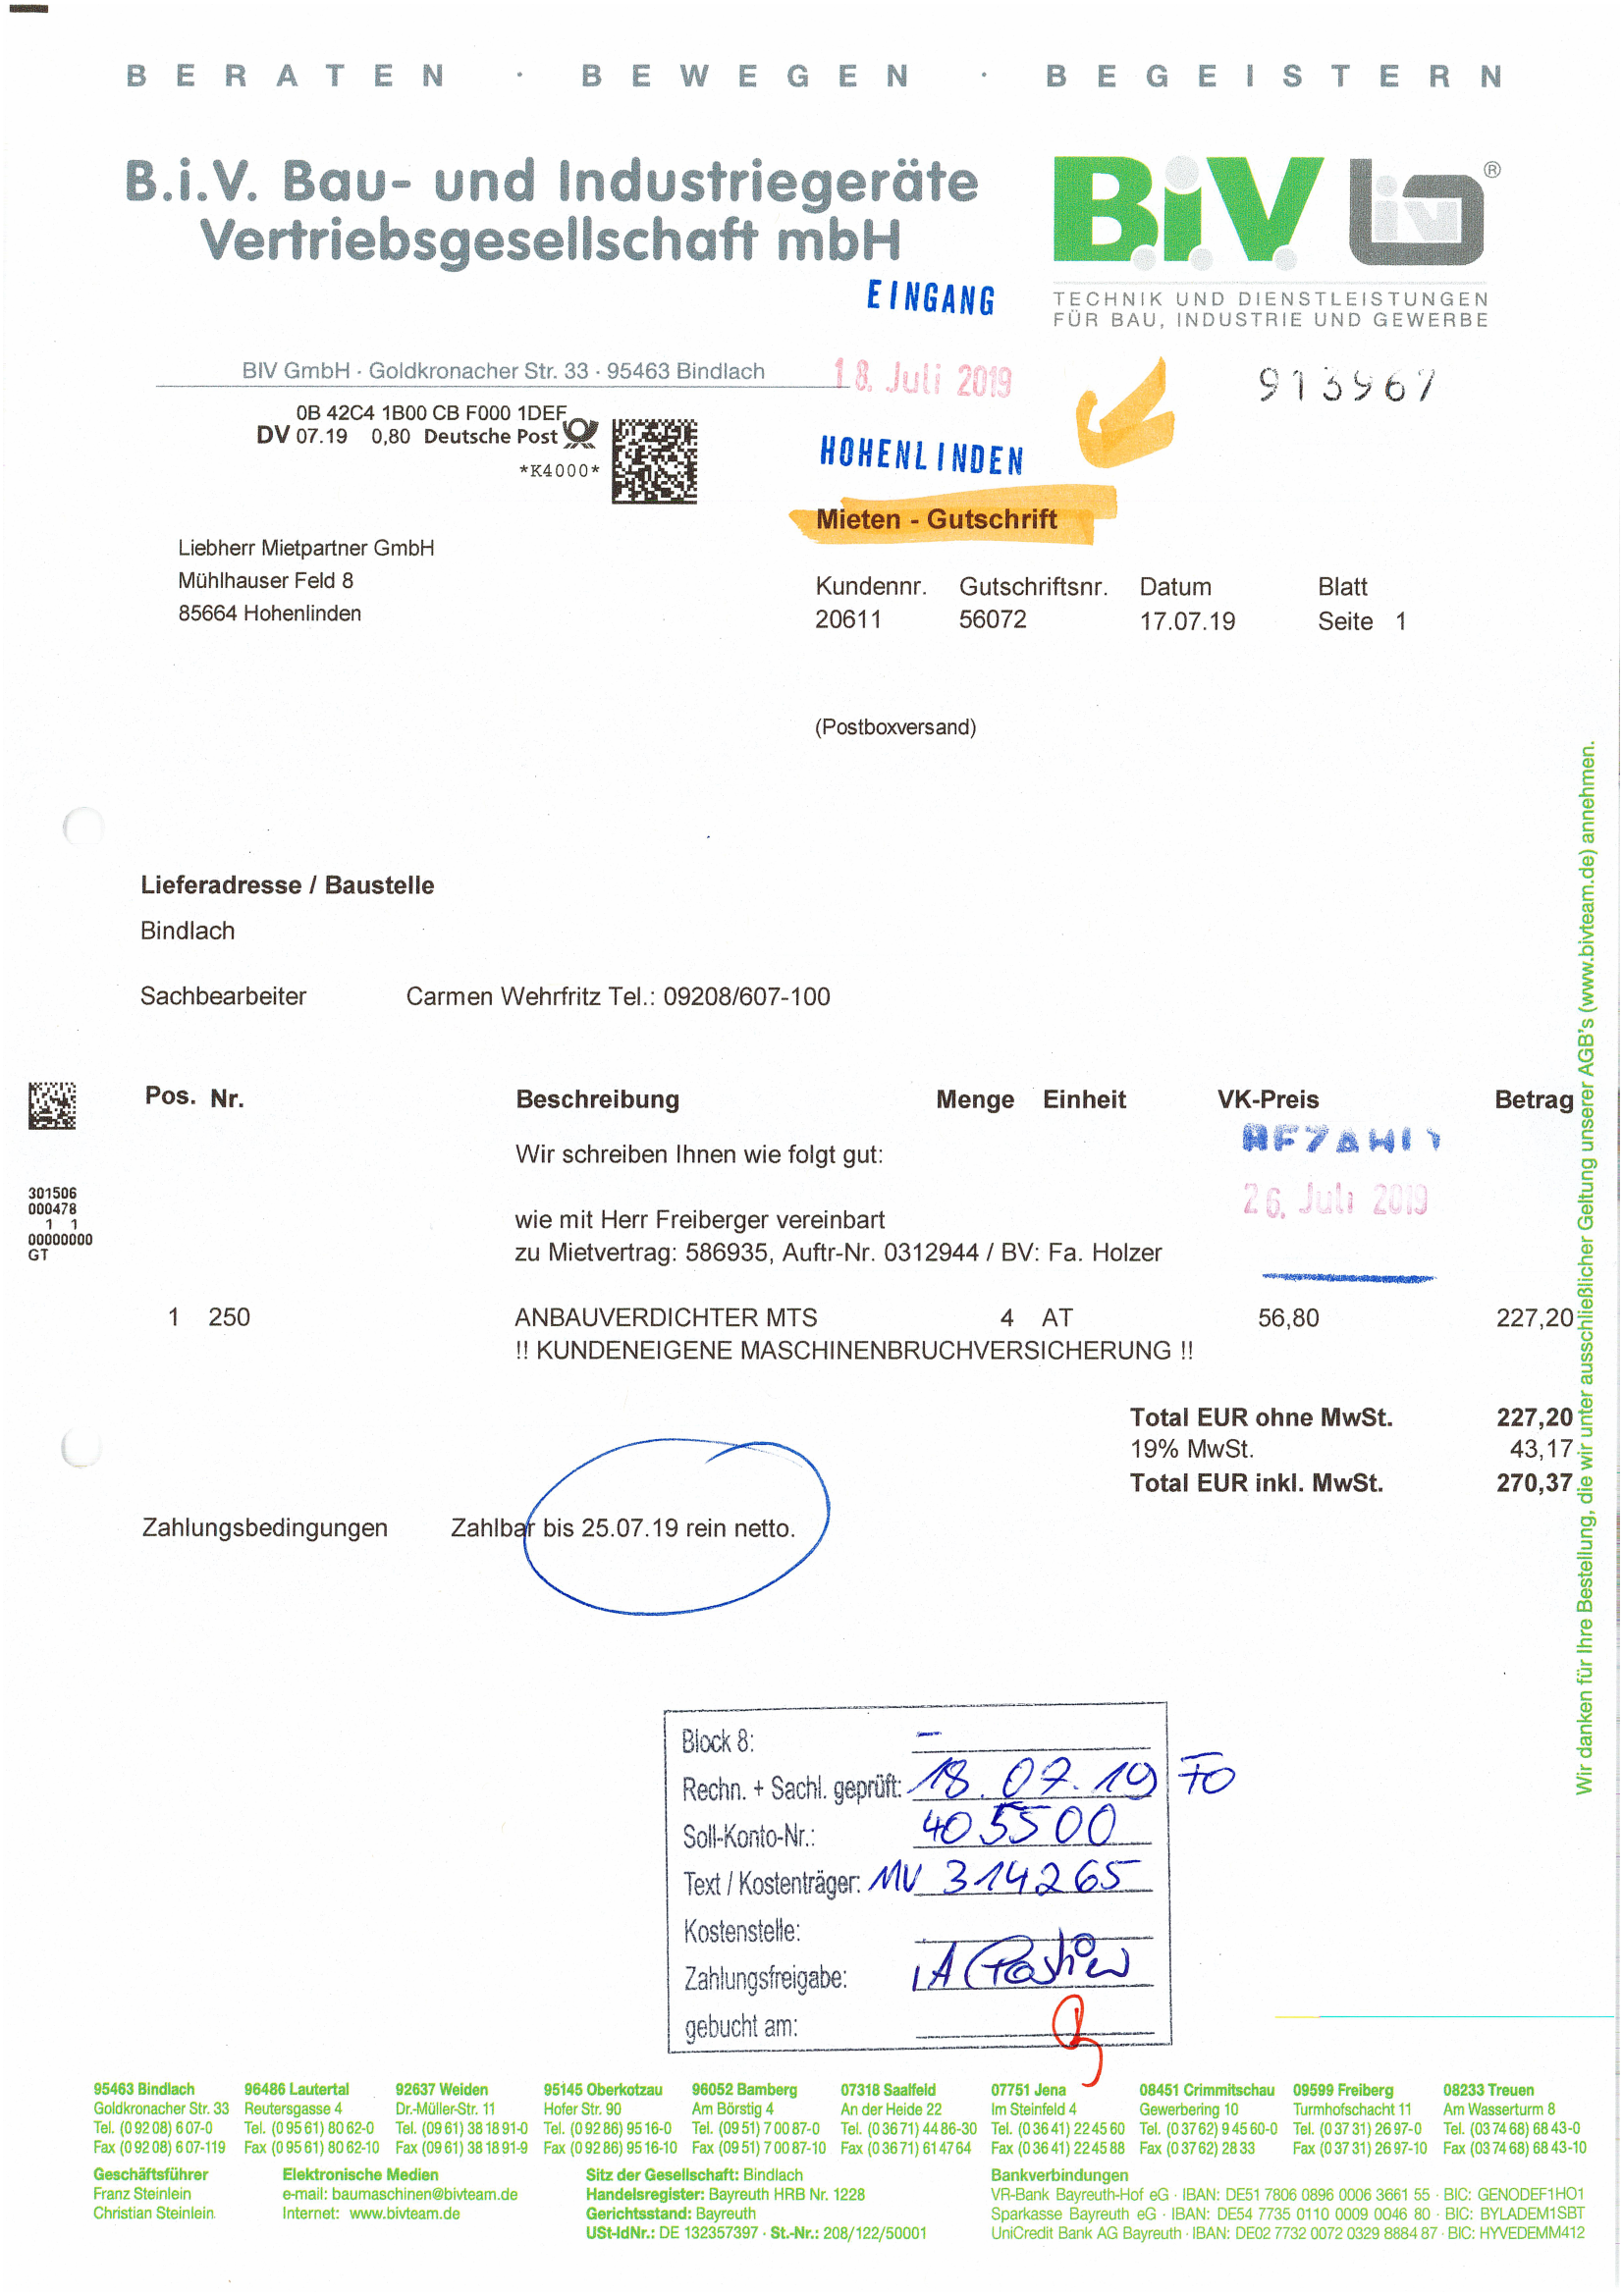 BERATEN · BEWEGEN · BEGEISTERN
B.i.V. Bau- und Industriegeräte
Vertriebsgesellschaft mbH
B.i.V. biv ®
TECHNIK UND DIENSTLEISTUNGEN
FÜR BAU, INDUSTRIE UND GEWERBE
EINGANG
18. Juli 2019
HOHENLINDEN
913967
BIV GmbH · Goldkronacher Str. 33 · 95463 Bindlach
0B 42C4 1B00 CB F000 1DEF
DV 07.19 0,80 Deutsche Post
*K4000*
Liebherr Mietpartner GmbH
Mühlhauser Feld 8
85664 Hohenlinden
Mieten - Gutschrift
Kundennr. Gutschriftsnr. Datum Blatt
20611 56072 17.07.19 Seite 1
(Postboxversand)
Lieferadresse / Baustelle
Bindlach
Sachbearbeiter Carmen Wehrfritz Tel.: 09208/607-100
Pos. Nr. Beschreibung Menge Einheit VK-Preis Betrag
Wir schreiben Ihnen wie folgt gut:
26. Juli 2019
wie mit Herr Freiberger vereinbart
zu Mietvertrag: 586935, Auftr-Nr. 0312944 / BV: Fa. Holzer
301506
000478
1 1
00000000
GT
1 250 ANBAUVERDICHTER MTS 4 AT 56,80 227,20
!! KUNDENEIGENE MASCHINENBRUCHVERSICHERUNG !!
Total EUR ohne MwSt. 227,20
19% MwSt. 43,17
Total EUR inkl. MwSt. 270,37
Zahlungsbedingungen Zahlbar bis 25.07.19 rein netto.
Wir danken für Ihre Bestellung, die wir unter ausschließlicher Geltung unserer AGB's (www.bivteam.de) annehmen.
Block 8: –
Rechn. + Sachl. geprüft: 18.07.19 FO
Soll-Konto-Nr.: 405500
Text / Kostenträger: MV 314265
Kostenstelle:
Zahlungsfreigabe: iA
gebucht am:
95463 Bindlach 96486 Lautertal 92637 Weiden 95145 Oberkotzau 96052 Bamberg 07318 Saalfeld 07751 Jena 08451 Crimmitschau 09599 Freiberg 08233 Treuen
Goldkronacher Str. 33 Reutersgasse 4 Dr.-Müller-Str. 11 Hofer Str. 90 Am Börstig 4 An der Heide 22 Im Steinfeld 4 Gewerbering 10 Turmhofschacht 11 Am Wasserturm 8
Tel. (0 92 08) 6 07-0 Tel. (0 95 61) 80 62-0 Tel. (09 61) 38 18 91-0 Tel. (0 92 86) 95 16-0 Tel. (09 51) 7 00 87-0 Tel. (0 36 71) 44 86-30 Tel. (0 36 41) 22 45 60 Tel. (0 37 62) 9 45 60-0 Tel. (0 37 31) 26 97-0 Tel. (03 74 68) 68 43-0
Fax (0 92 08) 6 07-119 Fax (0 95 61) 80 62-10 Fax (09 61) 38 18 91-9 Fax (0 92 86) 95 16-10 Fax (09 51) 7 00 87-10 Fax (0 36 71) 61 47 64 Fax (0 36 41) 22 45 88 Fax (0 37 62) 28 33 Fax (0 37 31) 26 97-10 Fax (03 74 68) 68 43-10
Geschäftsführer Elektronische Medien Sitz der Gesellschaft: Bindlach Bankverbindungen
Franz Steinlein e-mail: baumaschinen@bivteam.de Handelsregister: Bayreuth HRB Nr. 1228 VR-Bank Bayreuth-Hof eG · IBAN: DE51 7806 0896 0006 3661 55 · BIC: GENODEF1HO1
Christian Steinlein Internet: www.bivteam.de Gerichtsstand: Bayreuth Sparkasse Bayreuth eG · IBAN: DE54 7735 0110 0009 0046 80 · BIC: BYLADEM1SBT
USt-IdNr.: DE 132357397 · St.-Nr.: 208/122/50001 UniCredit Bank AG Bayreuth · IBAN: DE02 7732 0072 0329 8884 87 · BIC: HYVEDEMM412